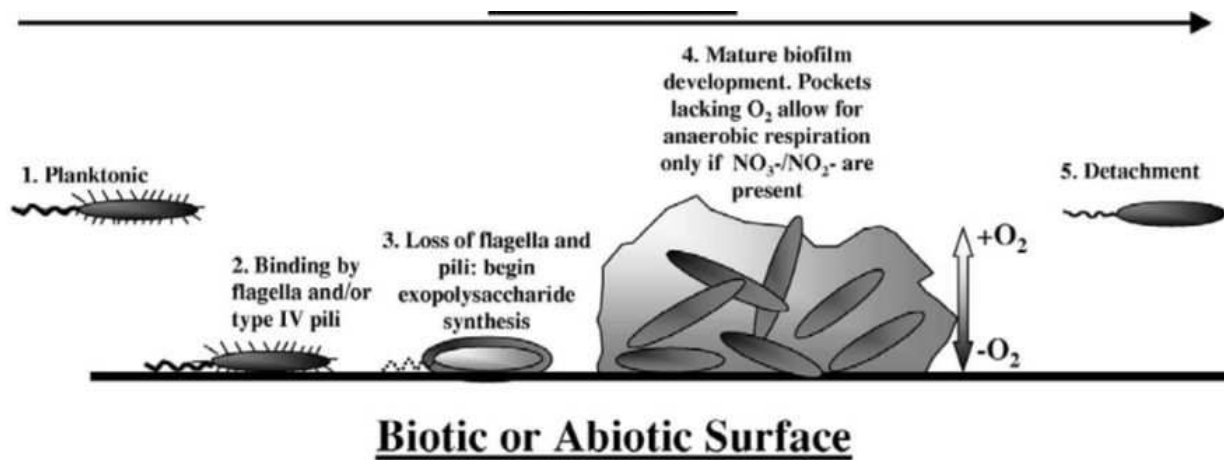 1. Planktonic
2. Binding by
flagella and/or
type IV pili
3. Loss of flagella and
pili: begin
exopolysaccharide
synthesis
4. Mature biofilm
development. Pockets
lacking O₂ allow for
anaerobic respiration
only if NO₃-/NO₂- are
present
5. Detachment
+O₂
-O₂
Biotic or Abiotic Surface